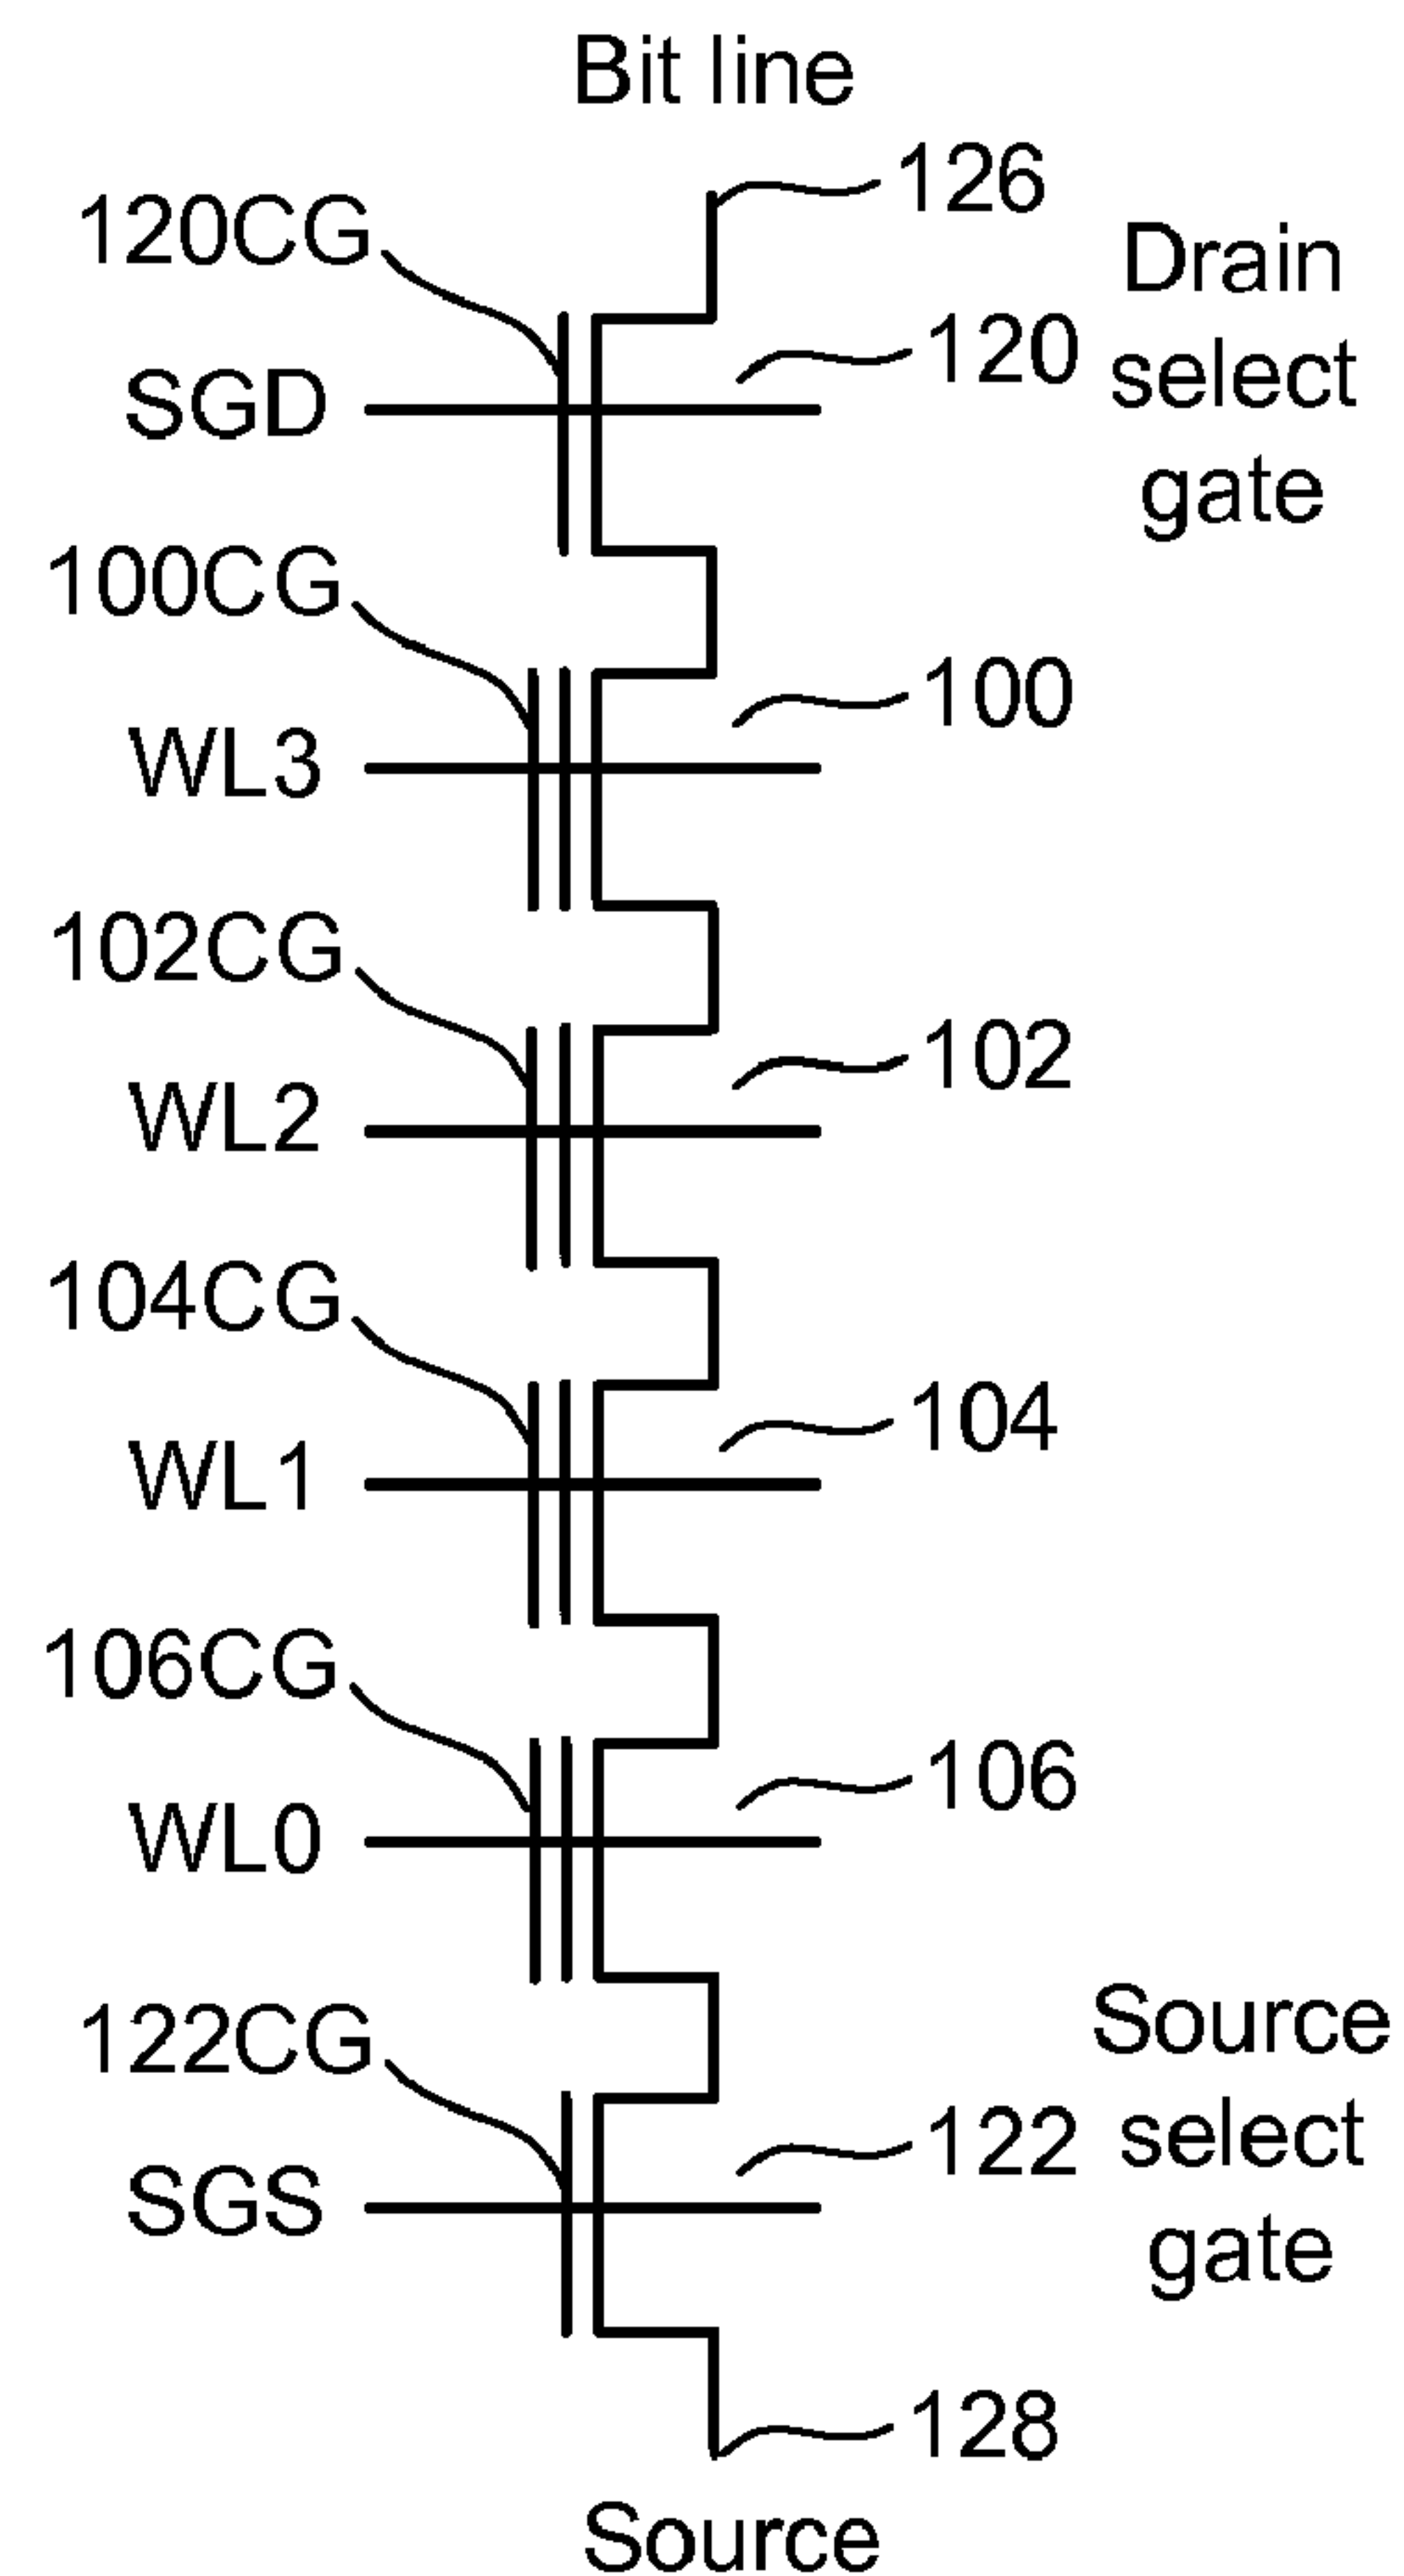 Bit line
126
120CG
Drain
select
gate
120
SGD
100CG
100
WL3
102CG
102
WL2
104CG
104
WL1
106CG
106
WL0
122CG
Source
select
gate
122
SGS
128
Source